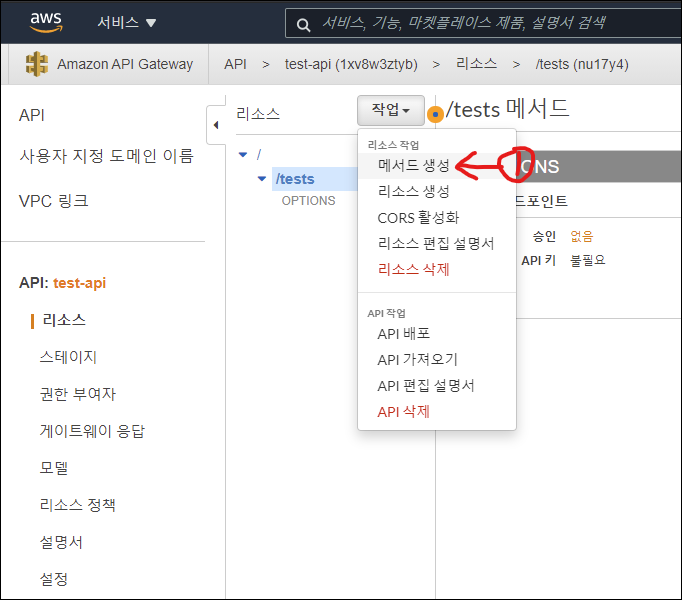 aws 서비스 서비스, 기능, 마켓플레이스 제품, 설명서 검색
Amazon API Gateway API > test-api (1xv8w3ztyb) > 리소스 > /tests (nu17y4)
API
사용자 지정 도메인 이름
VPC 링크
API: test-api
리소스
스테이지
권한 부여자
게이트웨이 응답
모델
리소스 정책
설명서
설정
리소스
작업
/
/tests
OPTIONS
리소스 작업
메서드 생성
리소스 생성
CORS 활성화
리소스 편집 설명서
리소스 삭제
API 작업
API 배포
API 가져오기
API 편집 설명서
API 삭제
1
/tests 메서드
ONS
드포인트
승인 없음
API 키 불필요